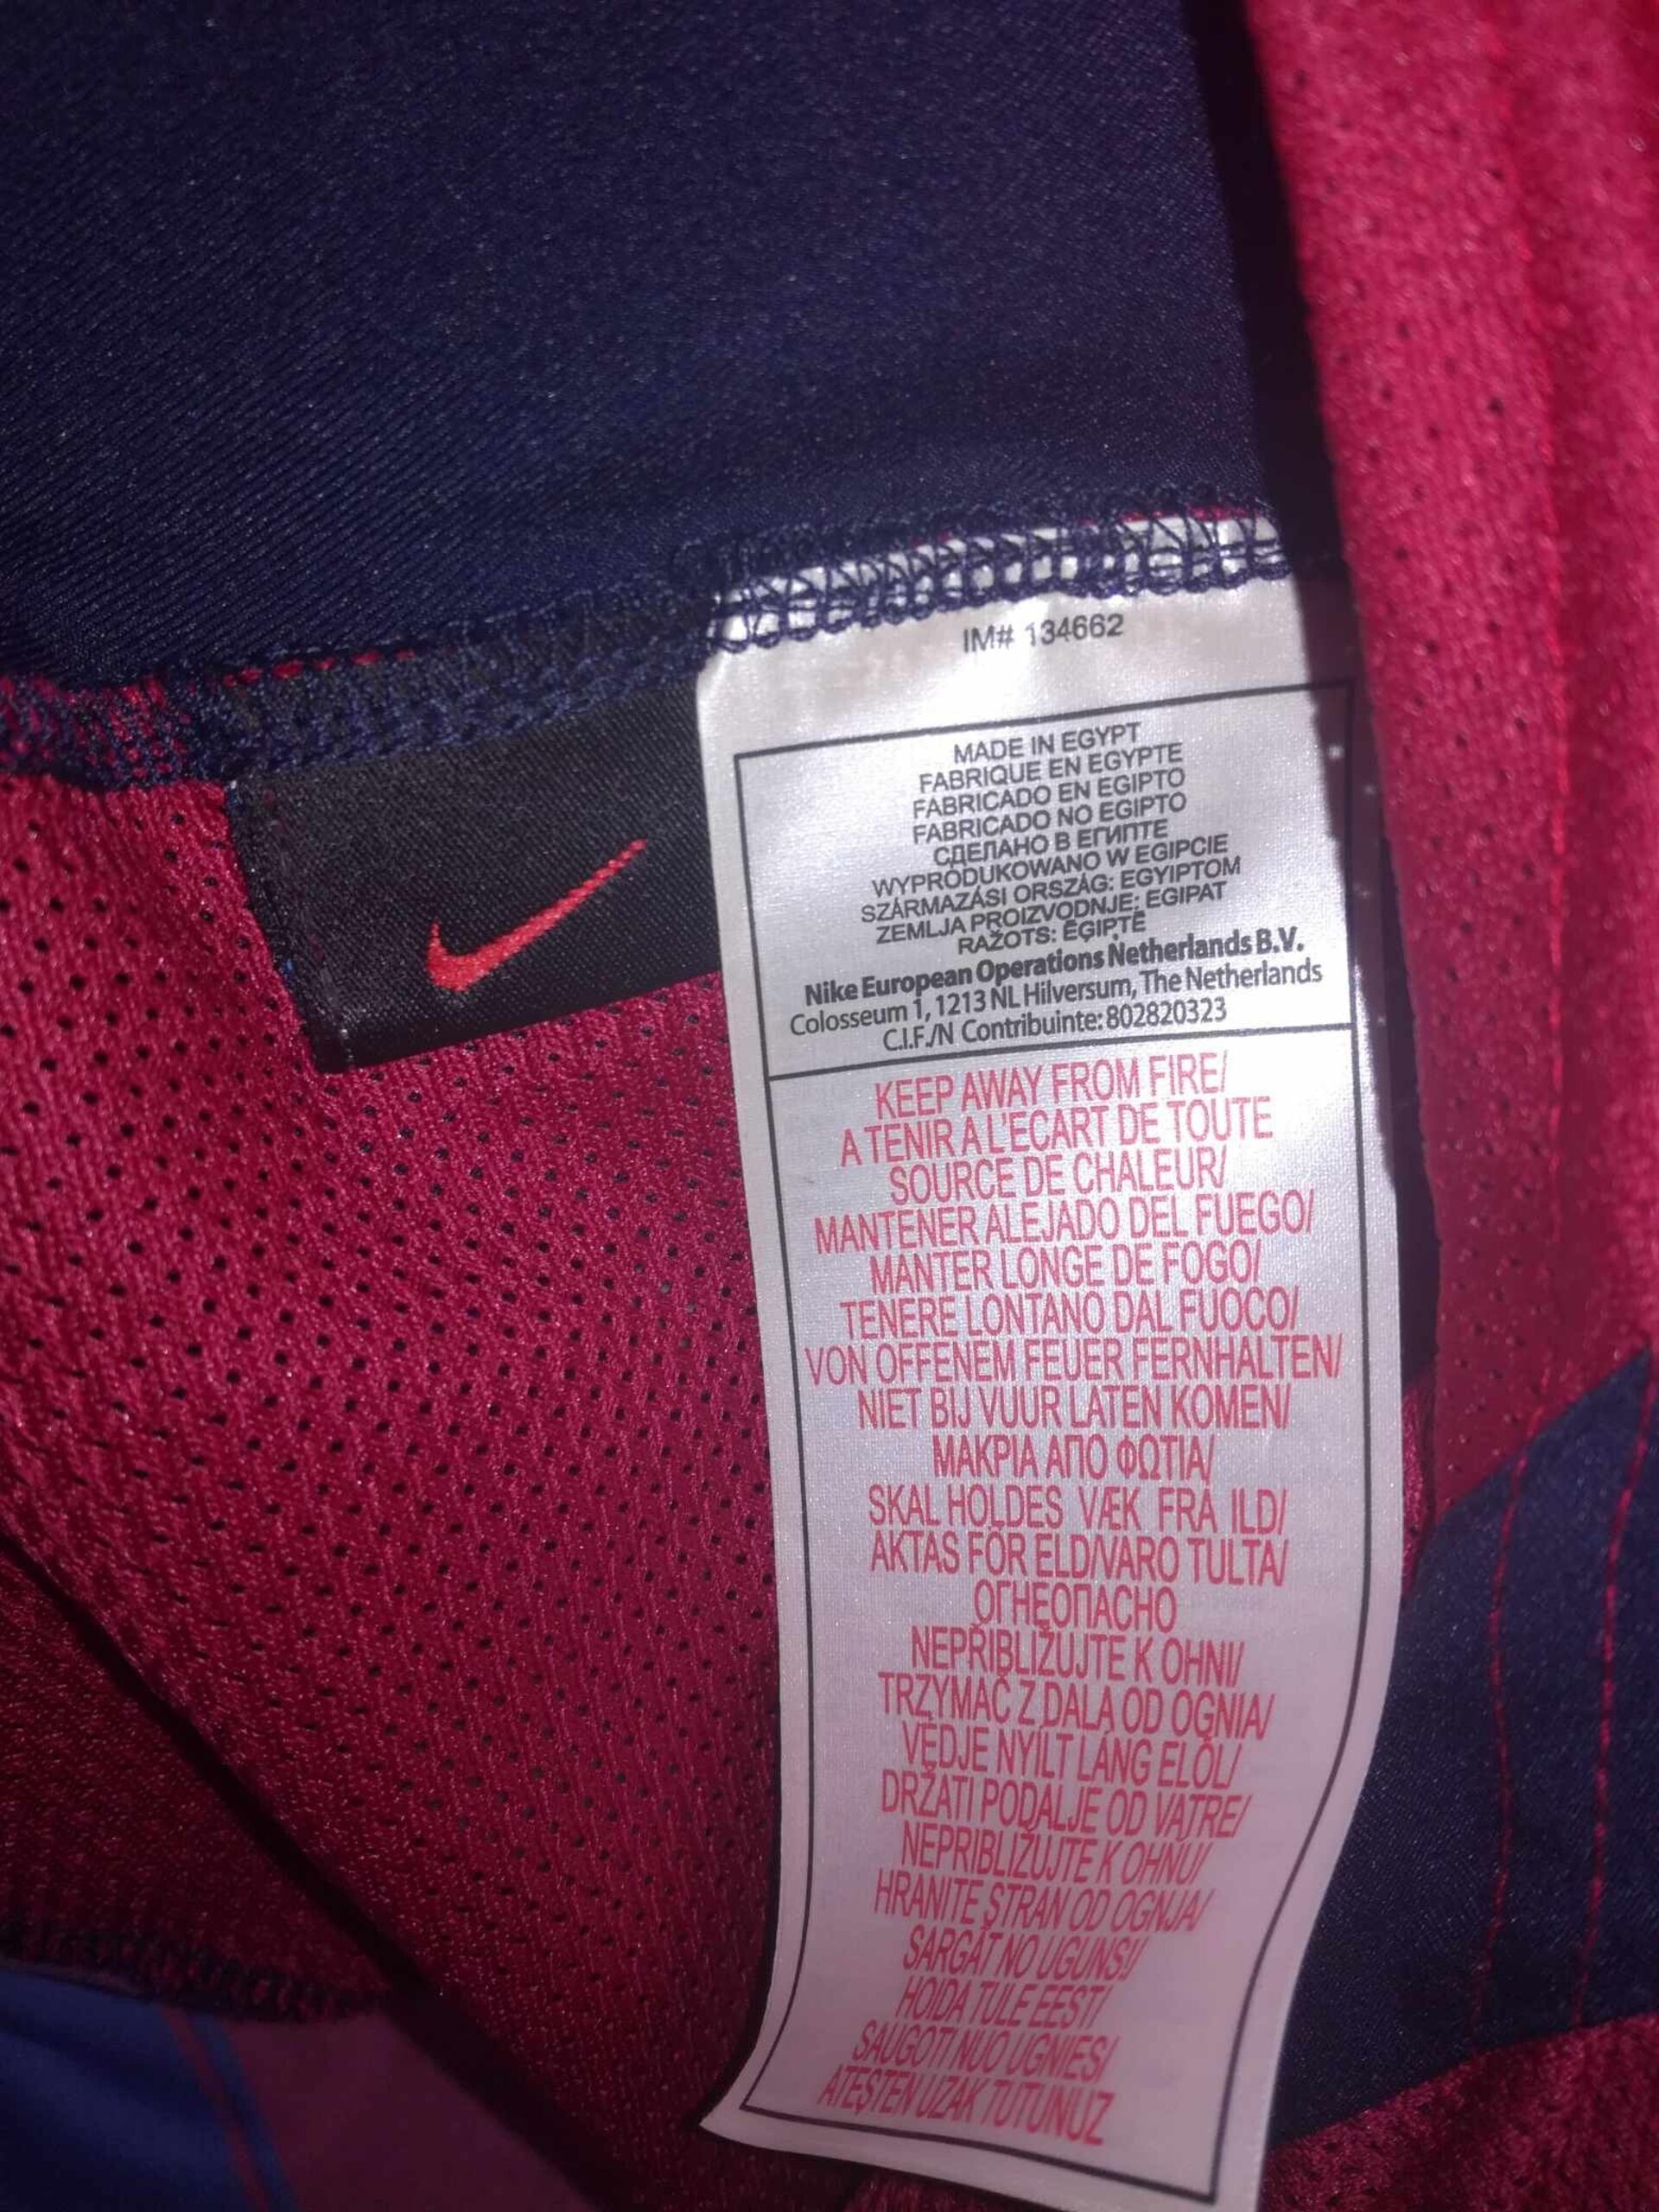 IM# 134662
MADE IN EGYPT
FABRIQUE EN EGYPTE
FABRICADO EN EGIPTO
FABRICADO NO EGIPTO
СДЕЛАНО В ЕГИПТЕ
WYPRODUKOWANO W EGIPCIE
SZÁRMAZÁSI ORSZÁG: EGYIPTOM
ZEMLJA PROIZVODNJE: EGIPAT
RAŽOTS: ĒĢIPTĒ
Nike European Operations Netherlands B.V.
Colosseum 1, 1213 NL Hilversum, The Netherlands
C.I.F./N Contribuinte: 802820323
KEEP AWAY FROM FIRE/
A TENIR A L'ECART DE TOUTE
SOURCE DE CHALEUR/
MANTENER ALEJADO DEL FUEGO/
MANTER LONGE DE FOGO/
TENERE LONTANO DAL FUOCO/
VON OFFENEM FEUER FERNHALTEN/
NIET BIJ VUUR LATEN KOMEN/
ΜΑΚΡΙΑ ΑΠΟ ΦΩΤΙΑ/
SKAL HOLDES VÆK FRA ILD/
AKTAS FÖR ELD/VARO TULTA/
ОГНЕОПАСНО
NEPŘIBLIŽUJTE K OHNI/
TRZYMAĆ Z DALA OD OGNIA/
VÉDJE NYÍLT LÁNG ELŐL/
DRŽATI PODALJE OD VATRE/
NEPRIBLIŽUJTE K OHŇU/
HRANITE STRAN OD OGNJA/
SARGĀT NO UGUNS!/
HOIDA TULE EEST/
SAUGOTI NUO UGNIES/
ATEŞTEN UZAK TUTUNUZ